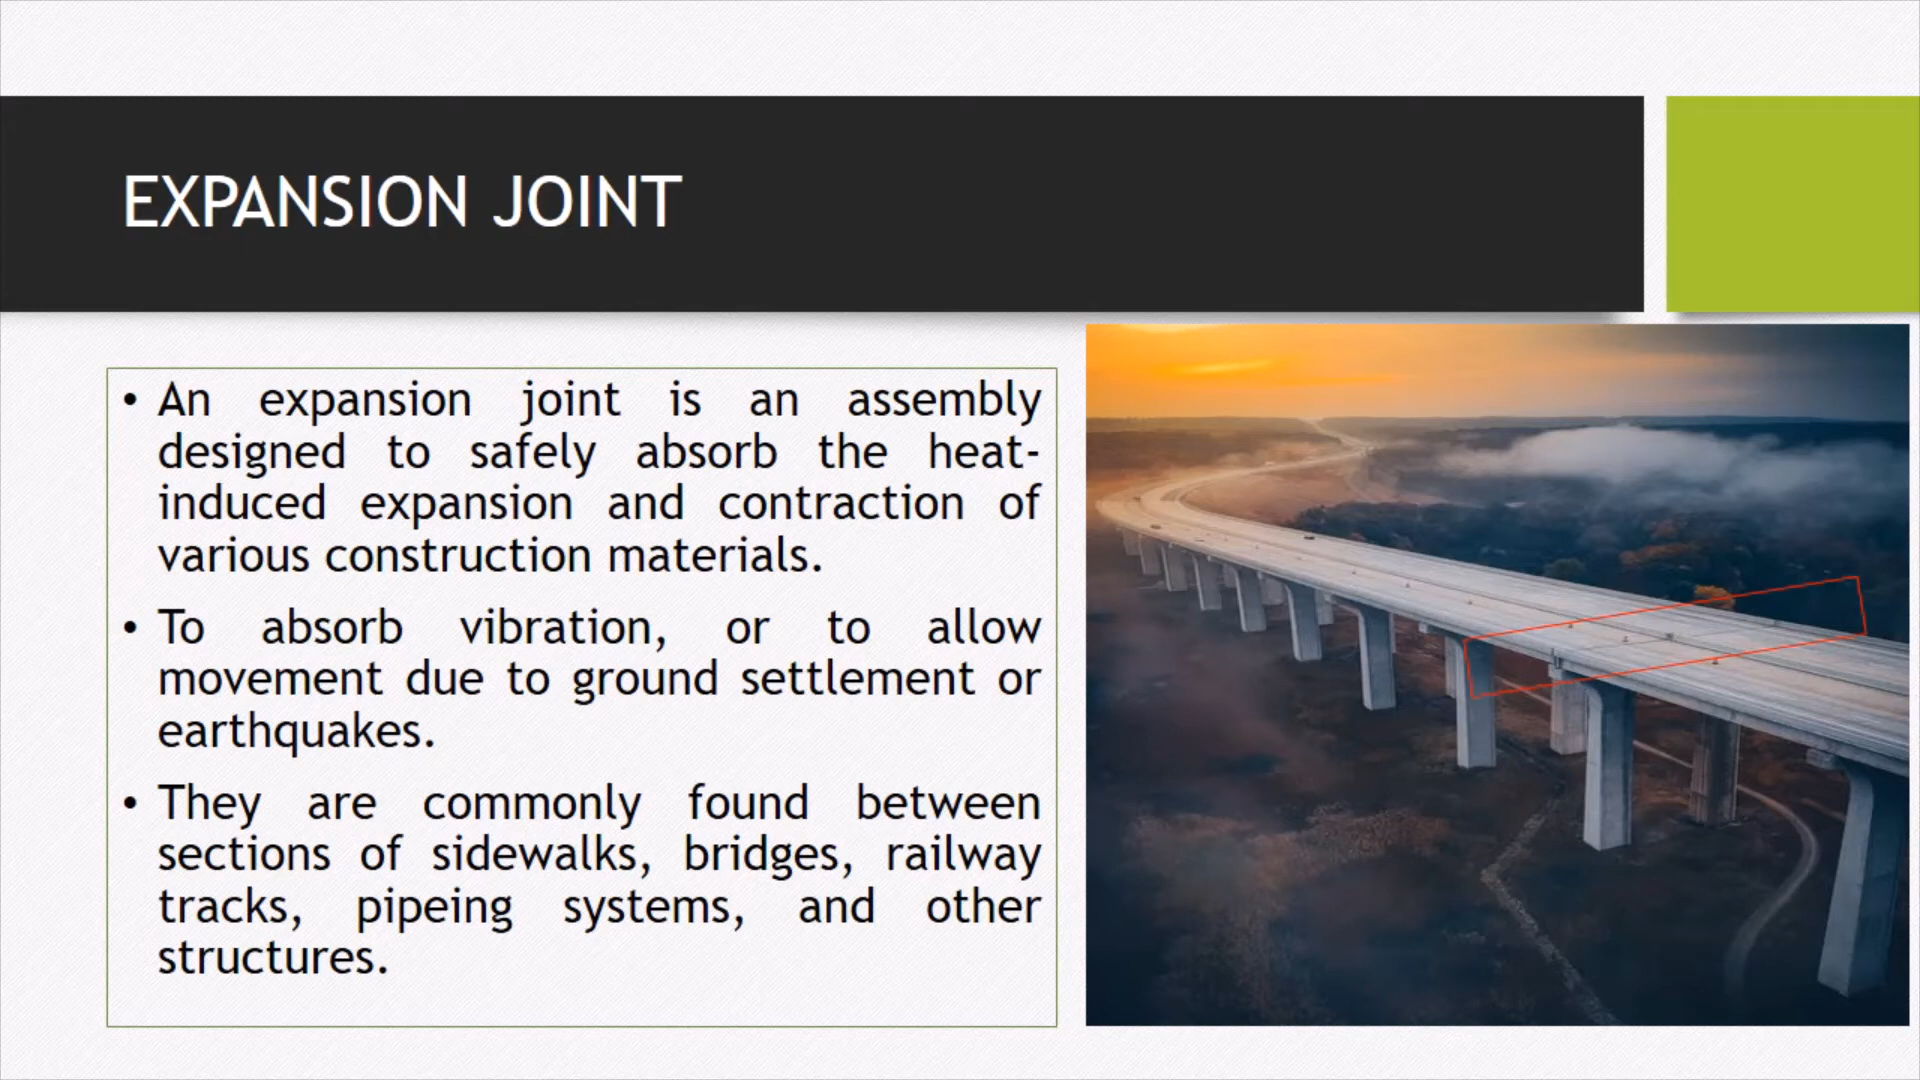 EXPANSION JOINT
• An expansion joint is an assembly
designed to safely absorb the heat-
induced expansion and contraction of
various construction materials.
• To absorb vibration, or to allow
movement due to ground settlement or
earthquakes.
• They are commonly found between
sections of sidewalks, bridges, railway
tracks, pipeing systems, and other
structures.